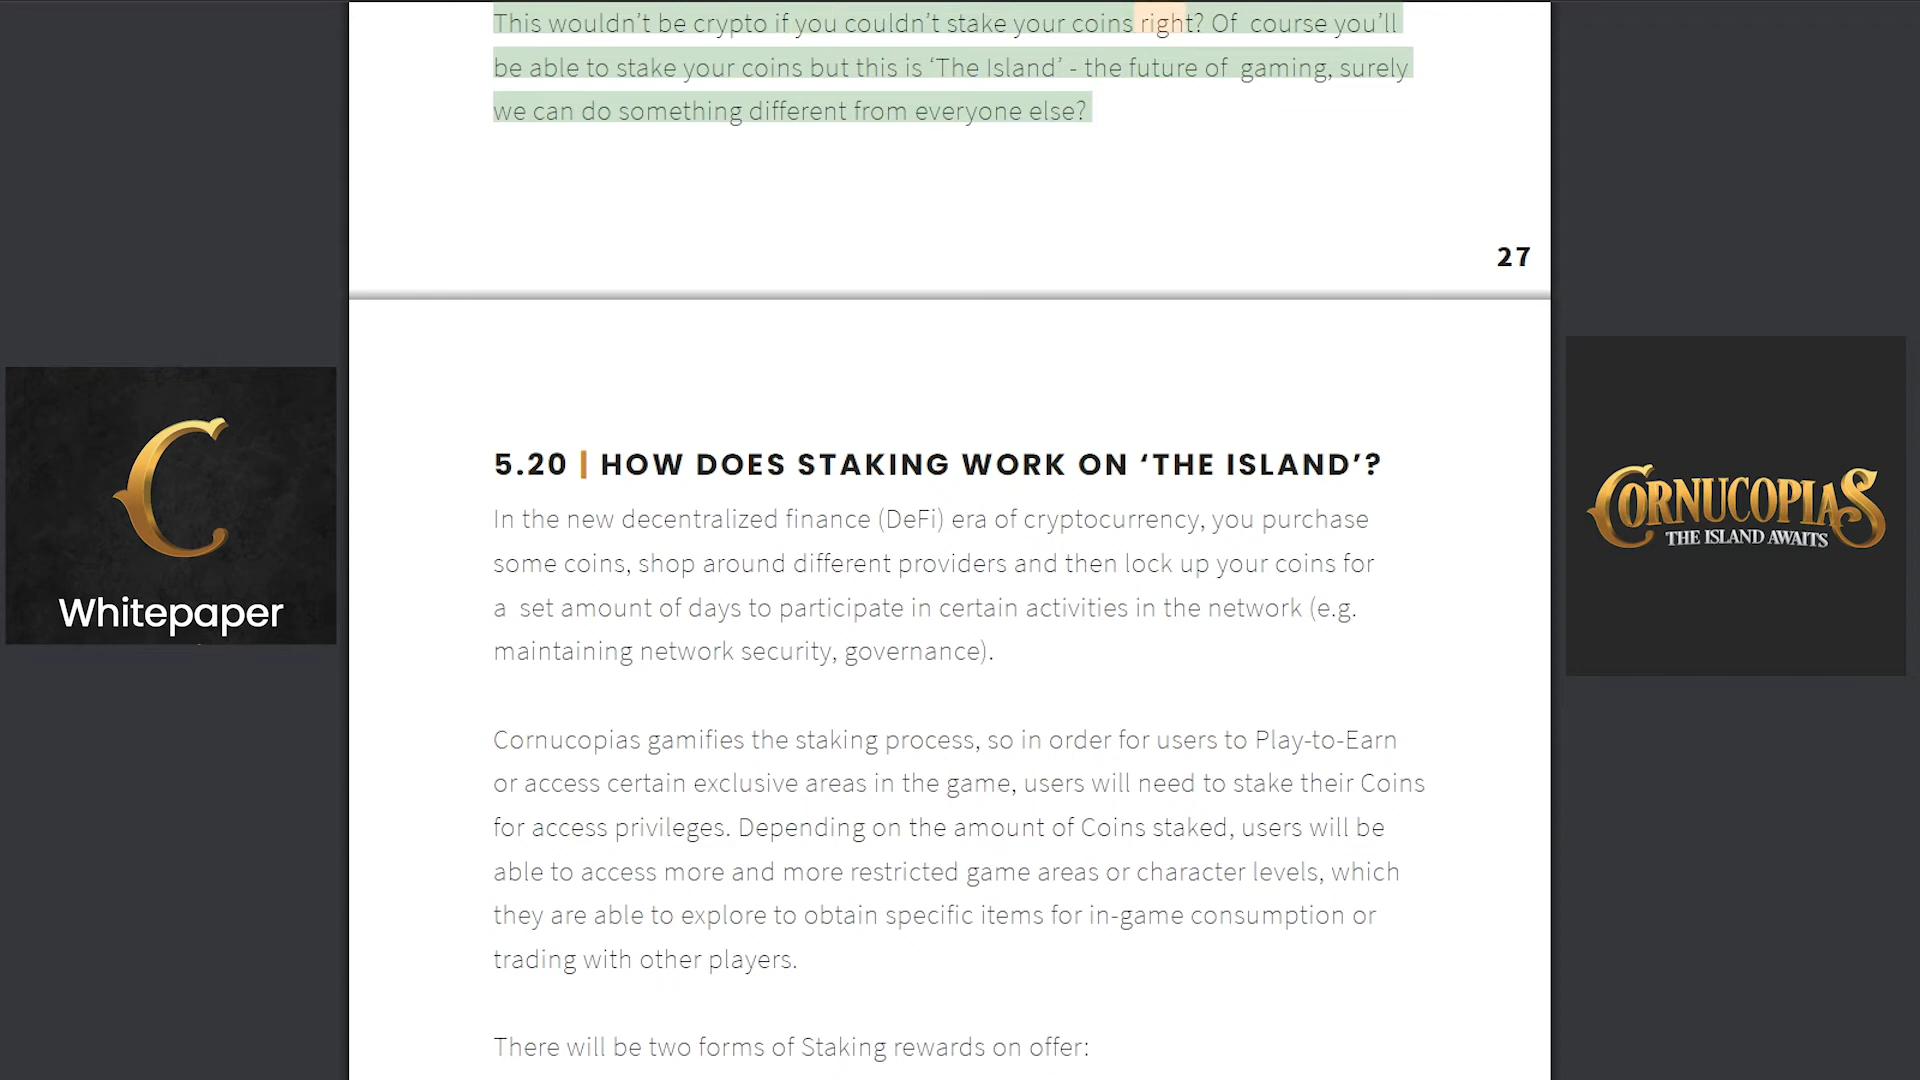 This wouldn’t be crypto if you couldn’t stake your coins right? Of course you’ll
be able to stake your coins but this is ‘The Island’ - the future of gaming, surely
we can do something different from everyone else?
27
C
Whitepaper
5.20 | HOW DOES STAKING WORK ON ‘THE ISLAND’?
In the new decentralized finance (DeFi) era of cryptocurrency, you purchase
some coins, shop around different providers and then lock up your coins for
a set amount of days to participate in certain activities in the network (e.g.
maintaining network security, governance).
Cornucopias gamifies the staking process, so in order for users to Play-to-Earn
or access certain exclusive areas in the game, users will need to stake their Coins
for access privileges. Depending on the amount of Coins staked, users will be
able to access more and more restricted game areas or character levels, which
they are able to explore to obtain specific items for in-game consumption or
trading with other players.
There will be two forms of Staking rewards on offer:
CORNUCOPIAS
THE ISLAND AWAITS